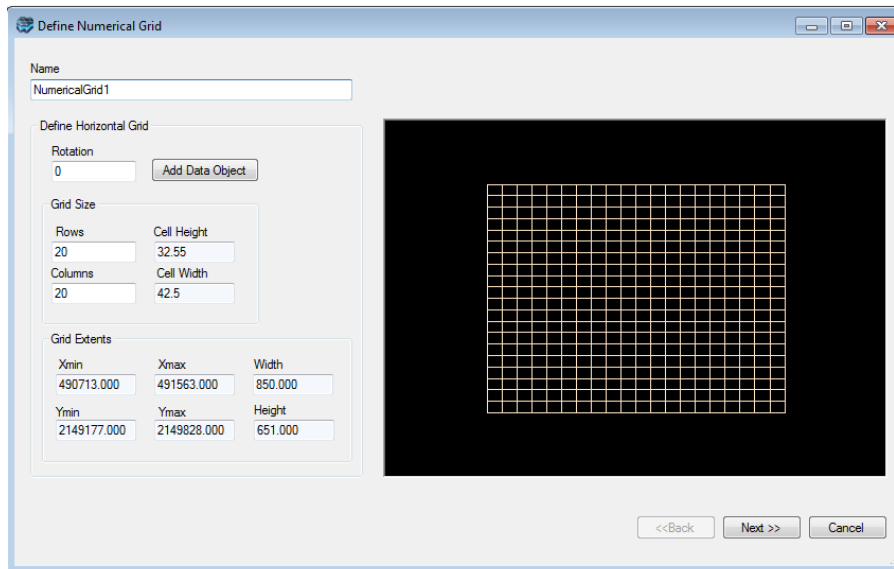 Define Numerical Grid
Name
NumericalGrid1
Define Horizontal Grid
Rotation
0
Add Data Object
Grid Size
Rows Cell Height
20 32.55
Columns Cell Width
20 42.5
Grid Extents
Xmin Xmax Width
490713.000 491563.000 850.000
Ymin Ymax Height
2149177.000 2149828.000 651.000
<<Back Next >> Cancel